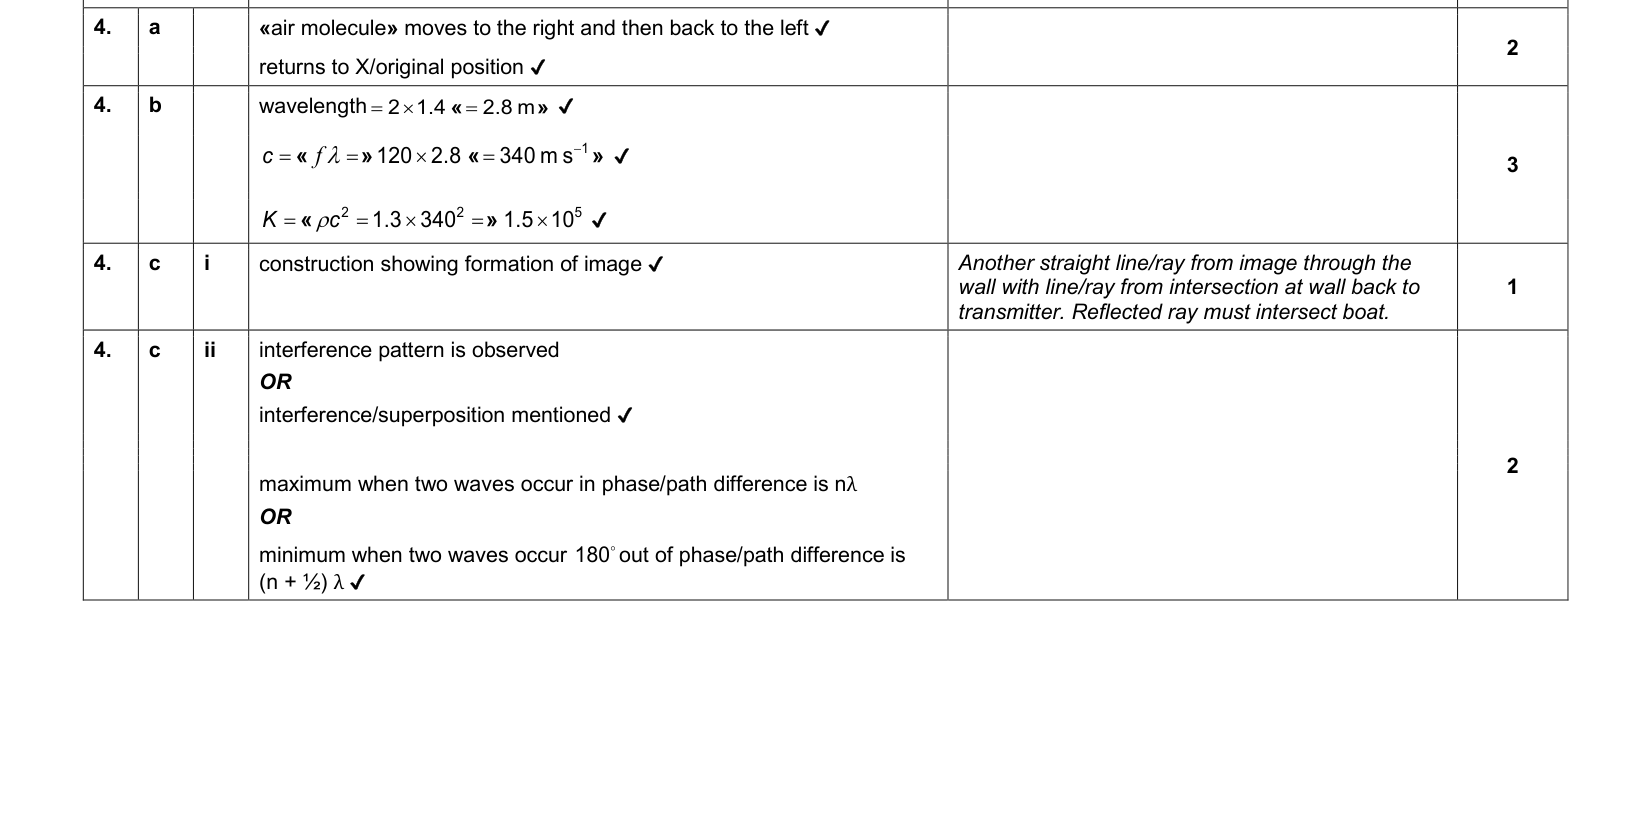 4. a «air molecule» moves to the right and then back to the left ✓
returns to X/original position ✓
2
4. b wavelength = 2 × 1.4 « = 2.8 m» ✓
c = « fλ =» 120 × 2.8 « = 340 m s⁻¹ » ✓
K = « ρc² = 1.3 × 340² =» 1.5 × 10⁵ ✓
3
4. c i construction showing formation of image ✓
Another straight line/ray from image through the
wall with line/ray from intersection at wall back to
transmitter. Reflected ray must intersect boat.
1
4. c ii interference pattern is observed
OR
interference/superposition mentioned ✓
maximum when two waves occur in phase/path difference is nλ
OR
minimum when two waves occur 180° out of phase/path difference is
(n + ½) λ ✓
2